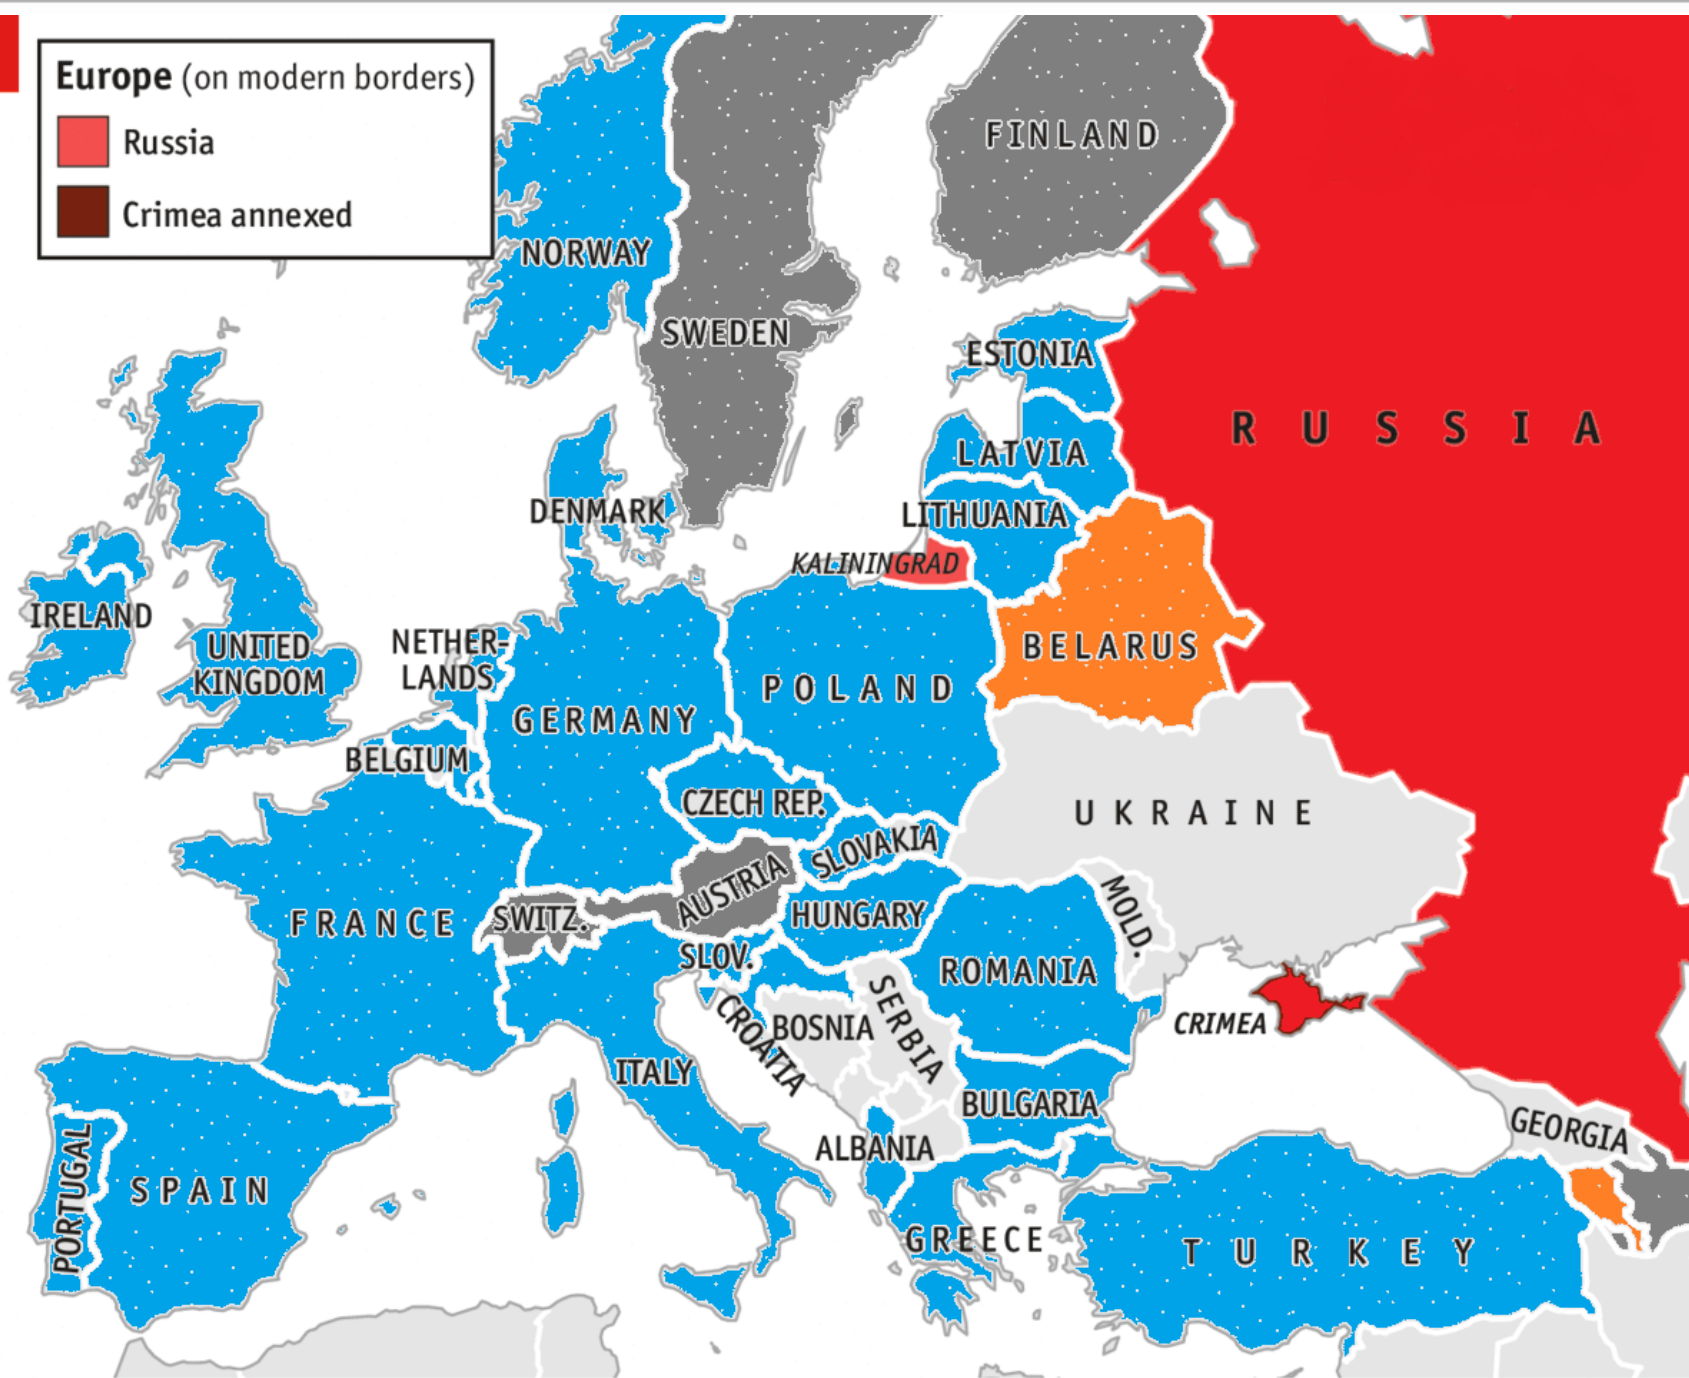 Europe (on modern borders)
Russia
Crimea annexed
FINLAND
NORWAY
SWEDEN
ESTONIA
RUSSIA
LATVIA
DENMARK
LITHUANIA
KALININGRAD
IRELAND
UNITED
KINGDOM
NETHER-
LANDS
BELARUS
POLAND
GERMANY
BELGIUM
CZECH REP.
UKRAINE
SLOVAKIA
AUSTRIA
FRANCE
SWITZ.
HUNGARY
MOLD.
SLOV.
ROMANIA
CROATIA
BOSNIA
SERBIA
CRIMEA
ITALY
BULGARIA
GEORGIA
ALBANIA
PORTUGAL
SPAIN
GREECE
TURKEY